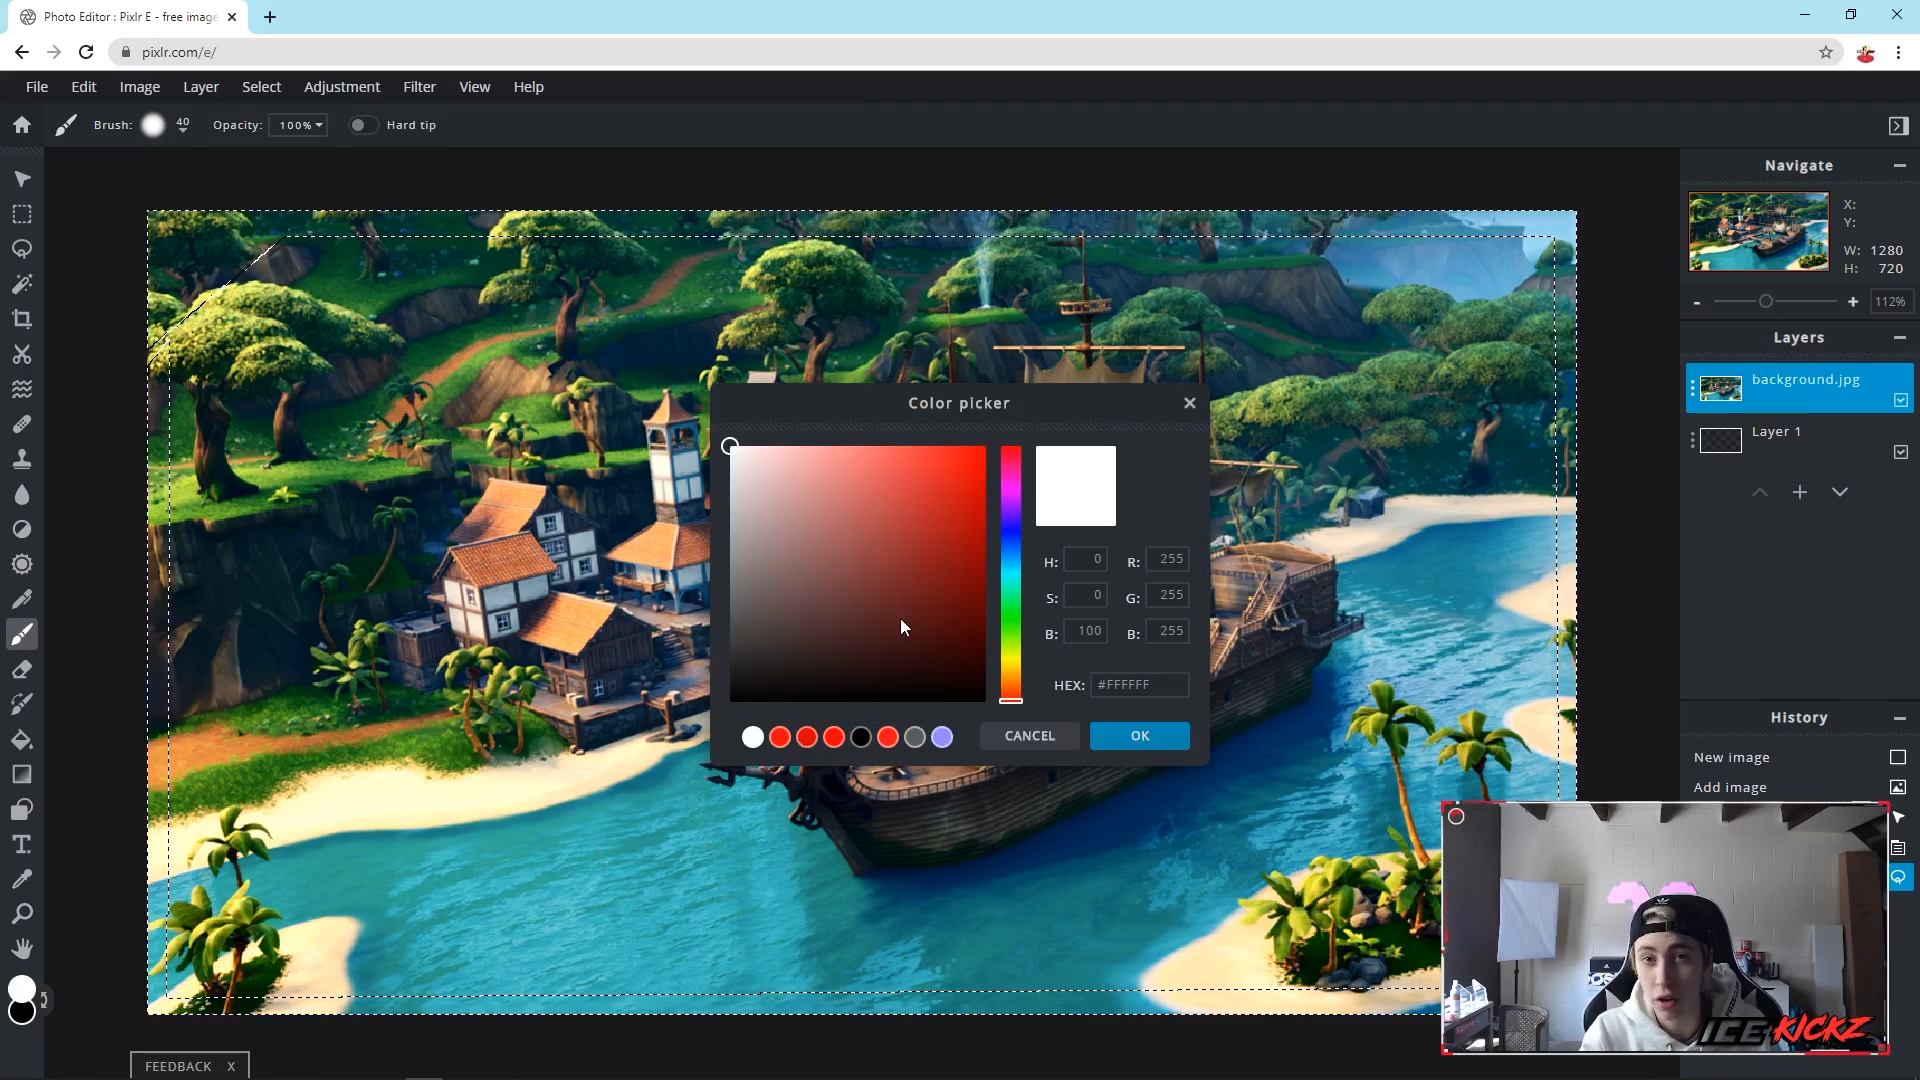 Photo Editor : Pixlr E - free image
pixlr.com/e/
File Edit Image Layer Select Adjustment Filter View Help
Brush: 40 Opacity: 100% Hard tip
Navigate
X:
Y:
W: 1280
H: 720
112%
Layers
background.jpg
Layer 1
Color picker
H: 0 R: 255
S: 0 G: 255
B: 100 B: 255
HEX: #FFFFFF
CANCEL OK
History
New image
Add image
ICE KICKZ
FEEDBACK X